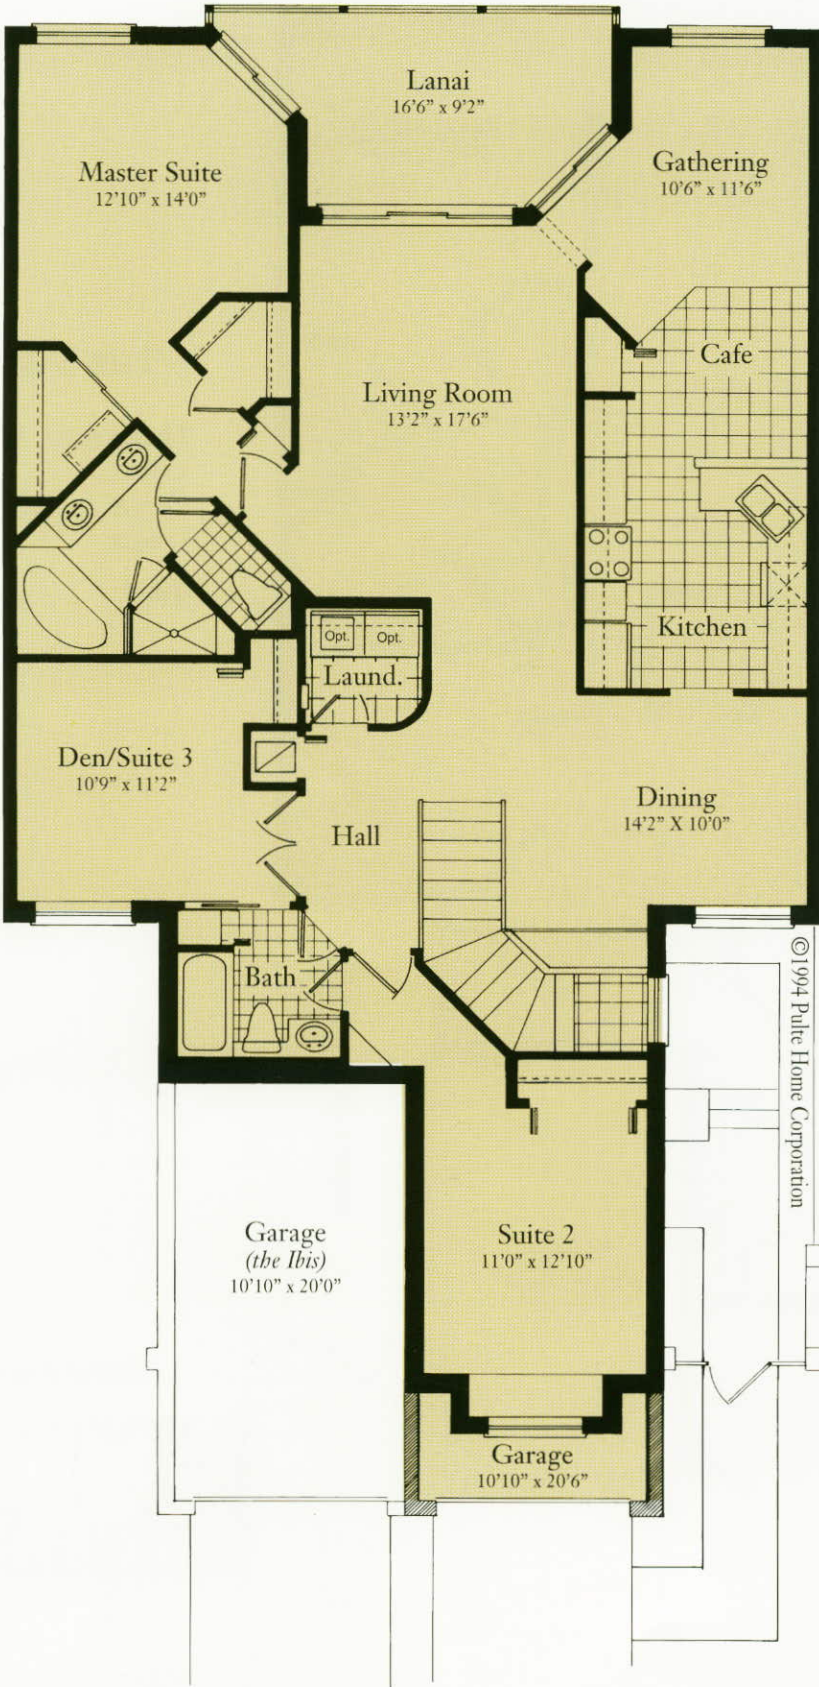 Lanai
16'6" x 9'2"
Master Suite
12'10" x 14'0"
Gathering
10'6" x 11'6"
Cafe
Living Room
13'2" x 17'6"
Kitchen
Opt.
Opt.
Laund.
Den/Suite 3
10'9" x 11'2"
Hall
Dining
14'2" X 10'0"
Bath
©1994 Pulte Home Corporation
Garage
(the Ibis)
10'10" x 20'0"
Suite 2
11'0" x 12'10"
Garage
10'10" x 20'6"